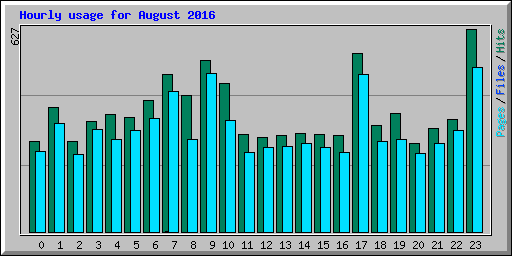 Hourly usage for August 2016
627
Pages/Files/Hits
0 1 2 3 4 5 6 7 8 9 10 11 12 13 14 15 16 17 18 19 20 21 22 23